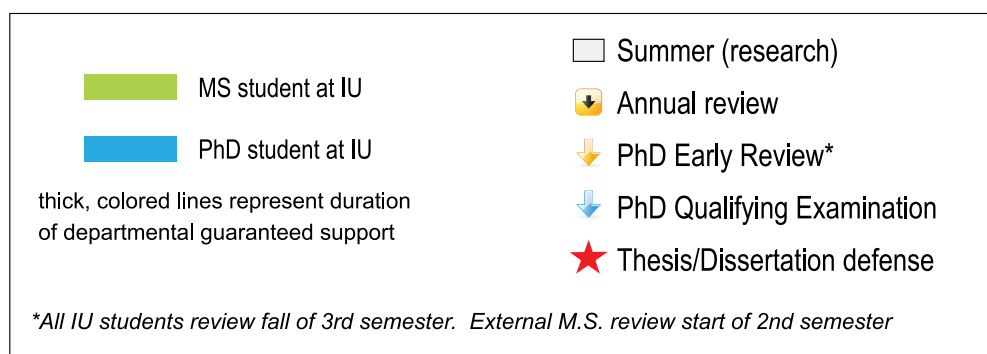 MS student at IU
PhD student at IU
thick, colored lines represent duration
of departmental guaranteed support
Summer (research)
Annual review
PhD Early Review*
PhD Qualifying Examination
Thesis/Dissertation defense
*All IU students review fall of 3rd semester.  External M.S. review start of 2nd semester